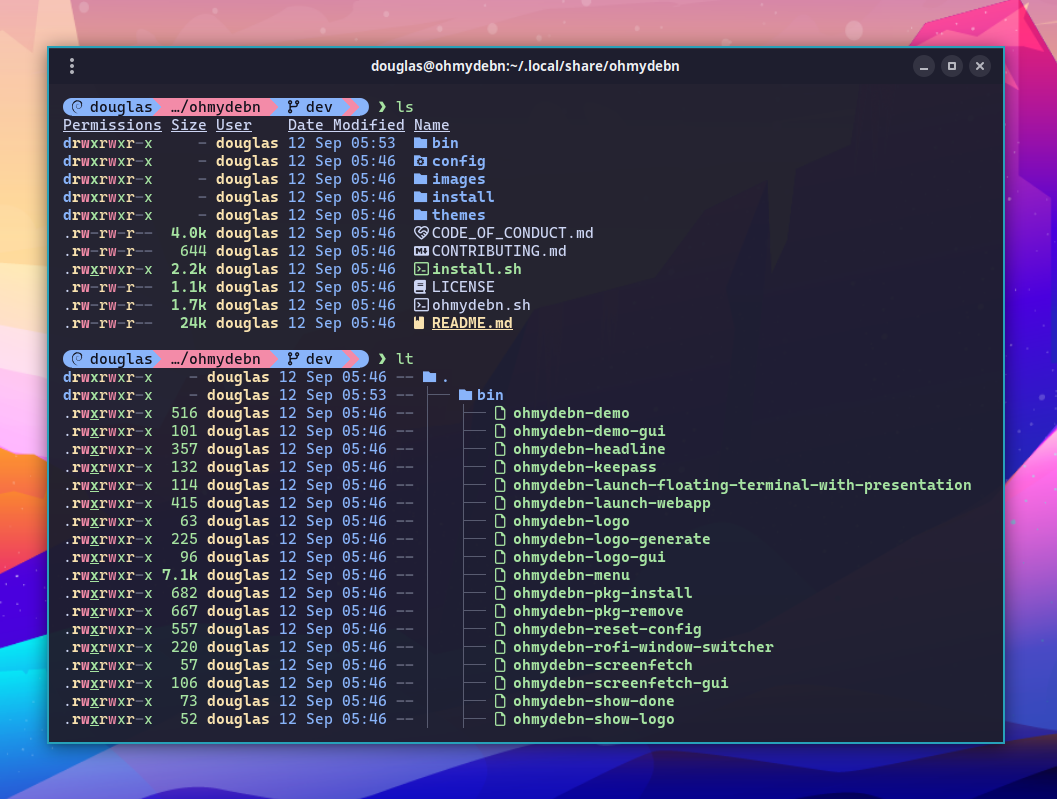 douglas@ohmydebn:~/.local/share/ohmydebn
douglas …/ohmydebn dev ❯ ls
Permissions Size User Date Modified Name
drwxrwxr-x - douglas 12 Sep 05:53 bin
drwxrwxr-x - douglas 12 Sep 05:46 config
drwxrwxr-x - douglas 12 Sep 05:46 images
drwxrwxr-x - douglas 12 Sep 05:46 install
drwxrwxr-x - douglas 12 Sep 05:46 themes
.rw-rw-r-- 4.0k douglas 12 Sep 05:46 CODE_OF_CONDUCT.md
.rw-rw-r-- 644 douglas 12 Sep 05:46 CONTRIBUTING.md
.rwxrwxr-x 2.2k douglas 12 Sep 05:46 install.sh
.rw-rw-r-- 1.1k douglas 12 Sep 05:46 LICENSE
.rw-rw-r-- 1.7k douglas 12 Sep 05:46 ohmydebn.sh
.rw-rw-r-- 24k douglas 12 Sep 05:46 README.md
douglas …/ohmydebn dev ❯ lt
drwxrwxr-x - douglas 12 Sep 05:46 -- .
drwxrwxr-x - douglas 12 Sep 05:53 -- bin
.rwxrwxr-x 516 douglas 12 Sep 05:46 -- ohmydebn-demo
.rwxrwxr-x 101 douglas 12 Sep 05:46 -- ohmydebn-demo-gui
.rwxrwxr-x 357 douglas 12 Sep 05:46 -- ohmydebn-headline
.rwxrwxr-x 132 douglas 12 Sep 05:46 -- ohmydebn-keepass
.rwxrwxr-x 114 douglas 12 Sep 05:46 -- ohmydebn-launch-floating-terminal-with-presentation
.rwxrwxr-x 415 douglas 12 Sep 05:46 -- ohmydebn-launch-webapp
.rwxrwxr-x 63 douglas 12 Sep 05:46 -- ohmydebn-logo
.rwxrwxr-x 225 douglas 12 Sep 05:46 -- ohmydebn-logo-generate
.rwxrwxr-x 96 douglas 12 Sep 05:46 -- ohmydebn-logo-gui
.rwxrwxr-x 7.1k douglas 12 Sep 05:46 -- ohmydebn-menu
.rwxrwxr-x 682 douglas 12 Sep 05:46 -- ohmydebn-pkg-install
.rwxrwxr-x 667 douglas 12 Sep 05:46 -- ohmydebn-pkg-remove
.rwxrwxr-x 557 douglas 12 Sep 05:46 -- ohmydebn-reset-config
.rwxrwxr-x 220 douglas 12 Sep 05:46 -- ohmydebn-rofi-window-switcher
.rwxrwxr-x 57 douglas 12 Sep 05:46 -- ohmydebn-screenfetch
.rwxrwxr-x 106 douglas 12 Sep 05:46 -- ohmydebn-screenfetch-gui
.rwxrwxr-x 73 douglas 12 Sep 05:46 -- ohmydebn-show-done
.rwxrwxr-x 52 douglas 12 Sep 05:46 -- ohmydebn-show-logo